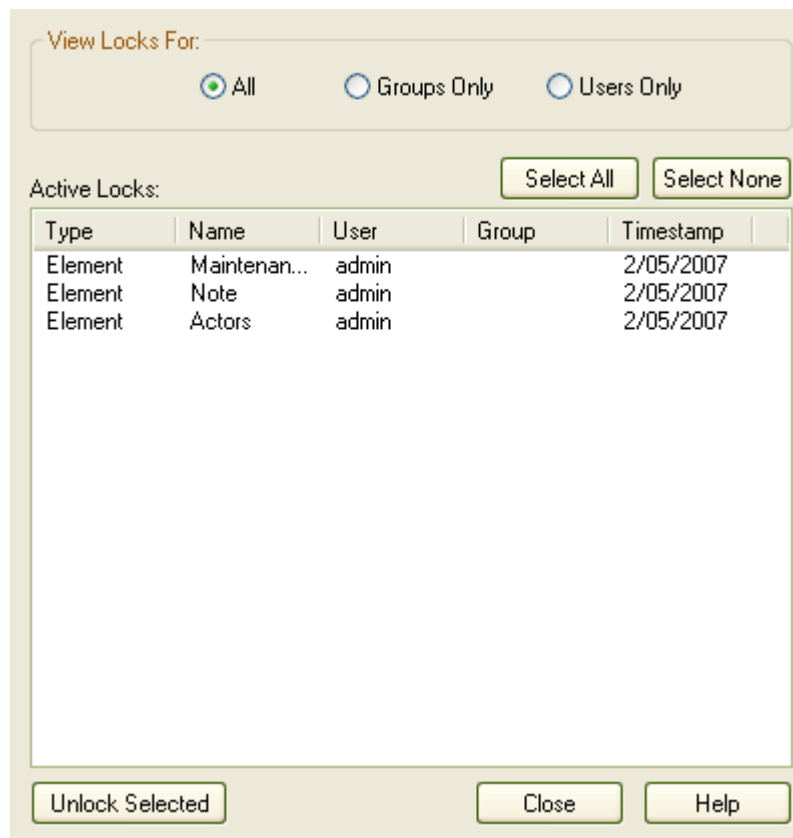 View Locks For:
All Groups Only Users Only
Select All Select None
Active Locks:
Type Name User Group Timestamp
Element Maintenan... admin 2/05/2007
Element Note admin 2/05/2007
Element Actors admin 2/05/2007
Unlock Selected Close Help